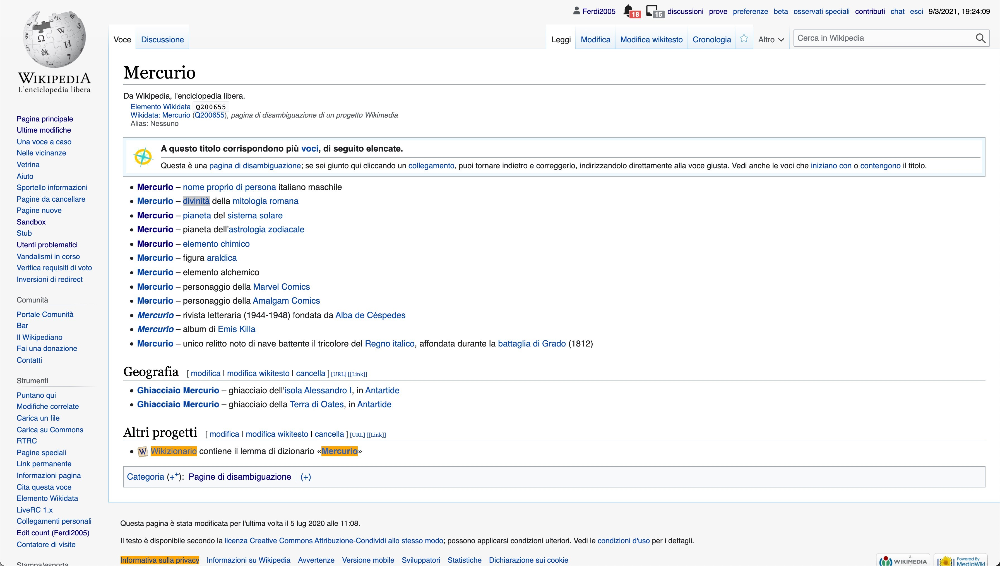 Ferdi2005 18 15 discussioni prove preferenze beta osservati speciali contributi chat esci 9/3/2021, 19:24:09
Voce Discussione Leggi Modifica Modifica wikitesto Cronologia Altro Cerca in Wikipedia
WIKIPEDIA
L'enciclopedia libera
Pagina principale
Ultime modifiche
Una voce a caso
Nelle vicinanze
Vetrina
Aiuto
Sportello informazioni
Pagine da cancellare
Pagine nuove
Sandbox
Stub
Utenti problematici
Vandalismi in corso
Verifica requisiti di voto
Inversioni di redirect
Comunità
Portale Comunità
Bar
Il Wikipediano
Fai una donazione
Contatti
Strumenti
Puntano qui
Modifiche correlate
Carica un file
Carica su Commons
RTRC
Pagine speciali
Link permanente
Informazioni pagina
Cita questa voce
Elemento Wikidata
LiveRC 1.x
Collegamenti personali
Edit count (Ferdi2005)
Contatore di visite
Stampa/esporta
Mercurio
Da Wikipedia, l'enciclopedia libera.
Elemento Wikidata Q200655
Wikidata: Mercurio (Q200655), pagina di disambiguazione di un progetto Wikimedia
Alias: Nessuno
A questo titolo corrispondono più voci, di seguito elencate.
Questa è una pagina di disambiguazione; se sei giunto qui cliccando un collegamento, puoi tornare indietro e correggerlo, indirizzandolo direttamente alla voce giusta. Vedi anche le voci che iniziano con o contengono il titolo.
• Mercurio – nome proprio di persona italiano maschile
• Mercurio – divinità della mitologia romana
• Mercurio – pianeta del sistema solare
• Mercurio – pianeta dell'astrologia zodiacale
• Mercurio – elemento chimico
• Mercurio – figura araldica
• Mercurio – elemento alchemico
• Mercurio – personaggio della Marvel Comics
• Mercurio – personaggio della Amalgam Comics
• Mercurio – rivista letteraria (1944-1948) fondata da Alba de Céspedes
• Mercurio – album di Emis Killa
• Mercurio – unico relitto noto di nave battente il tricolore del Regno italico, affondata durante la battaglia di Grado (1812)
Geografia [ modifica | modifica wikitesto | cancella ] [URL] [[Link]]
• Ghiacciaio Mercurio – ghiacciaio dell'isola Alessandro I, in Antartide
• Ghiacciaio Mercurio – ghiacciaio della Terra di Oates, in Antartide
Altri progetti [ modifica | modifica wikitesto | cancella ] [URL] [[Link]]
• W Wikizionario contiene il lemma di dizionario «Mercurio»
Categoria (++): Pagine di disambiguazione | (+)
Questa pagina è stata modificata per l'ultima volta il 5 lug 2020 alle 11:08.
Il testo è disponibile secondo la licenza Creative Commons Attribuzione-Condividi allo stesso modo; possono applicarsi condizioni ulteriori. Vedi le condizioni d'uso per i dettagli.
Informativa sulla privacy Informazioni su Wikipedia Avvertenze Versione mobile Sviluppatori Statistiche Dichiarazione sui cookie
a WIKIMEDIA
Powered By
MediaWiki